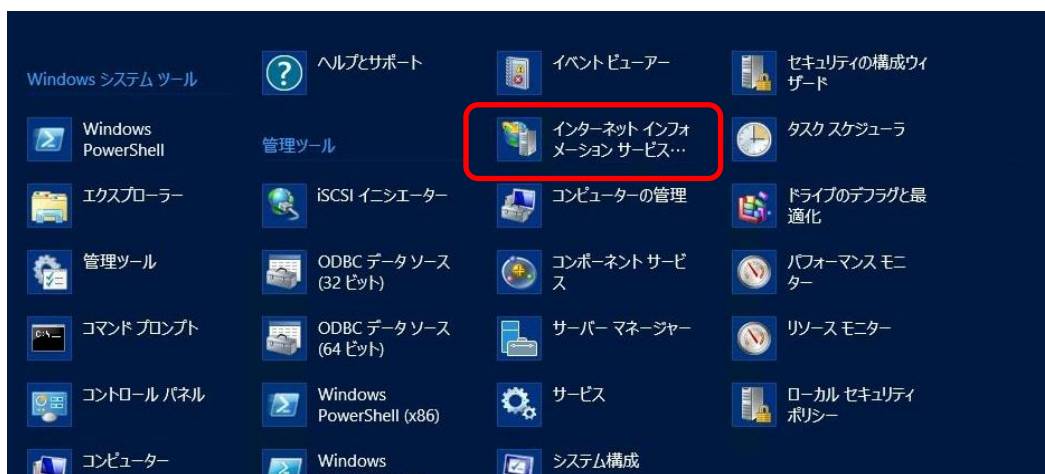 Windows システム ツール
Windows
PowerShell
エクスプローラー
管理ツール
コマンド プロンプト
コントロール パネル
コンピューター
ヘルプとサポート
管理ツール
iSCSI イニシエーター
ODBC データ ソース
(32 ビット)
ODBC データ ソース
(64 ビット)
Windows
PowerShell (x86)
Windows
イベント ビューアー
インターネット インフォ
メーション サービス…
コンピューターの管理
コンポーネント サービ
ス
サーバー マネージャー
サービス
システム構成
セキュリティの構成ウィ
ザード
タスク スケジューラ
ドライブのデフラグと最
適化
パフォーマンス モニ
ター
リソース モニター
ローカル セキュリティ
ポリシー